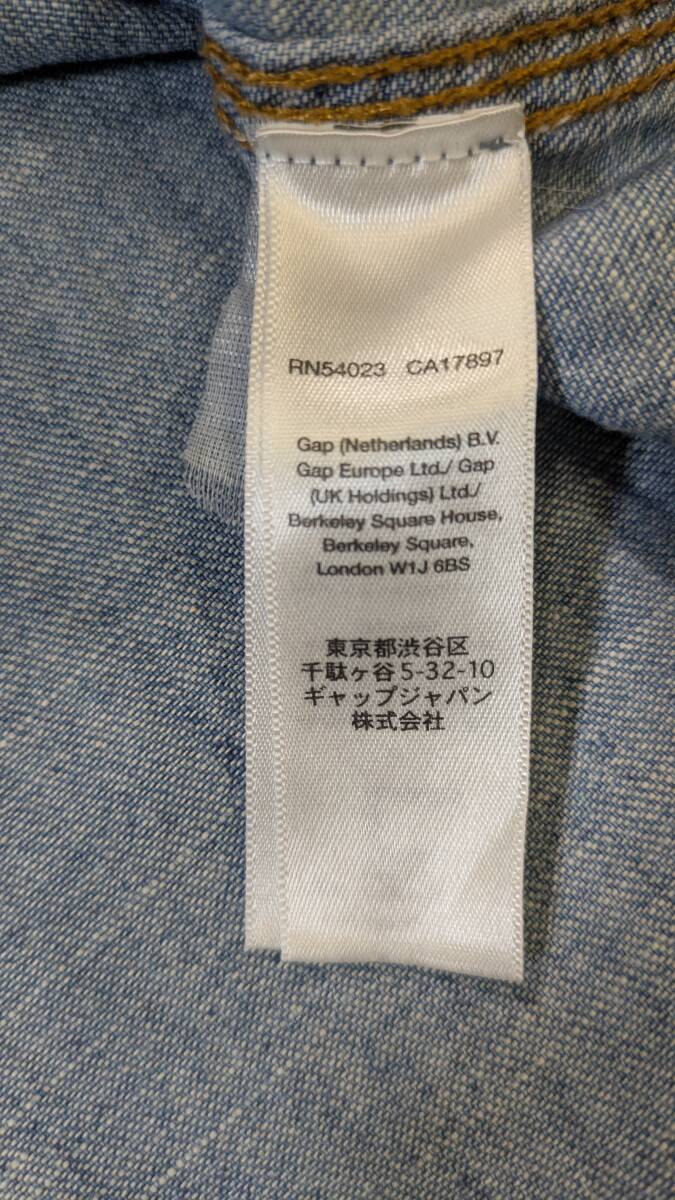 RN54023 CA17897
Gap (Netherlands) B.V.
Gap Europe Ltd./ Gap
(UK Holdings) Ltd./
Berkeley Square House,
Berkeley Square,
London W1J 6BS
東京都渋谷区
千駄ヶ谷5-32-10
ギャップジャパン
株式会社